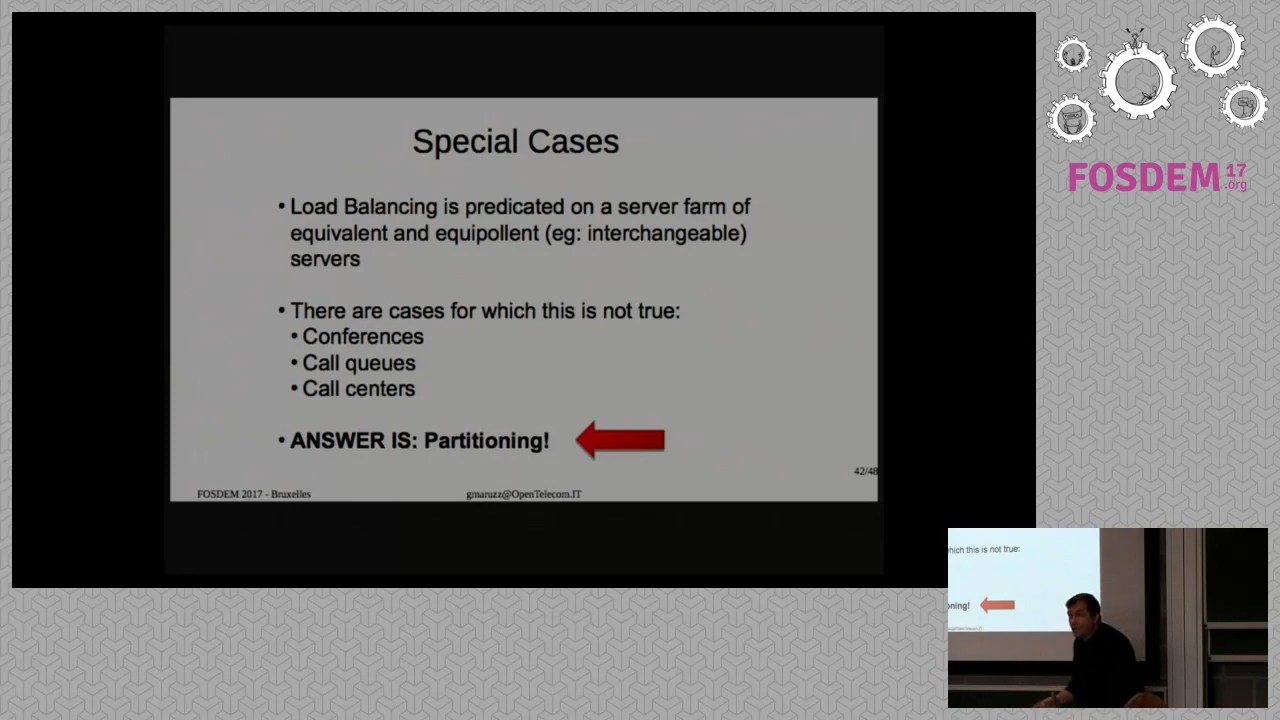 Special Cases
• Load Balancing is predicated on a server farm of
equivalent and equipollent (eg: interchangeable)
servers
• There are cases for which this is not true:
• Conferences
• Call queues
• Call centers
• ANSWER IS: Partitioning!
42/48
FOSDEM 2017 - Bruxelles
gmaruzz@OpenTelecom.IT
FOSDEM 17
.org
hich this is not true:
oning!